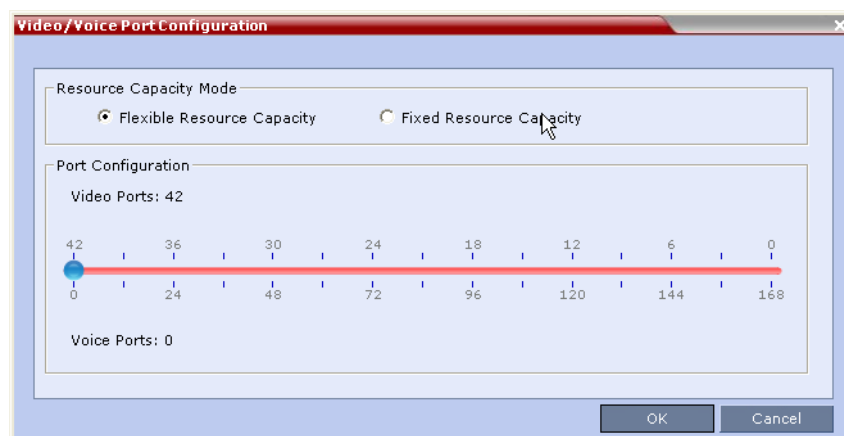 Video/Voice Port Configuration
Resource Capacity Mode
Flexible Resource Capacity Fixed Resource Capacity
Port Configuration
Video Ports: 42
42 36 30 24 18 12 6 0
0 24 48 72 96 120 144 168
Voice Ports: 0
OK Cancel